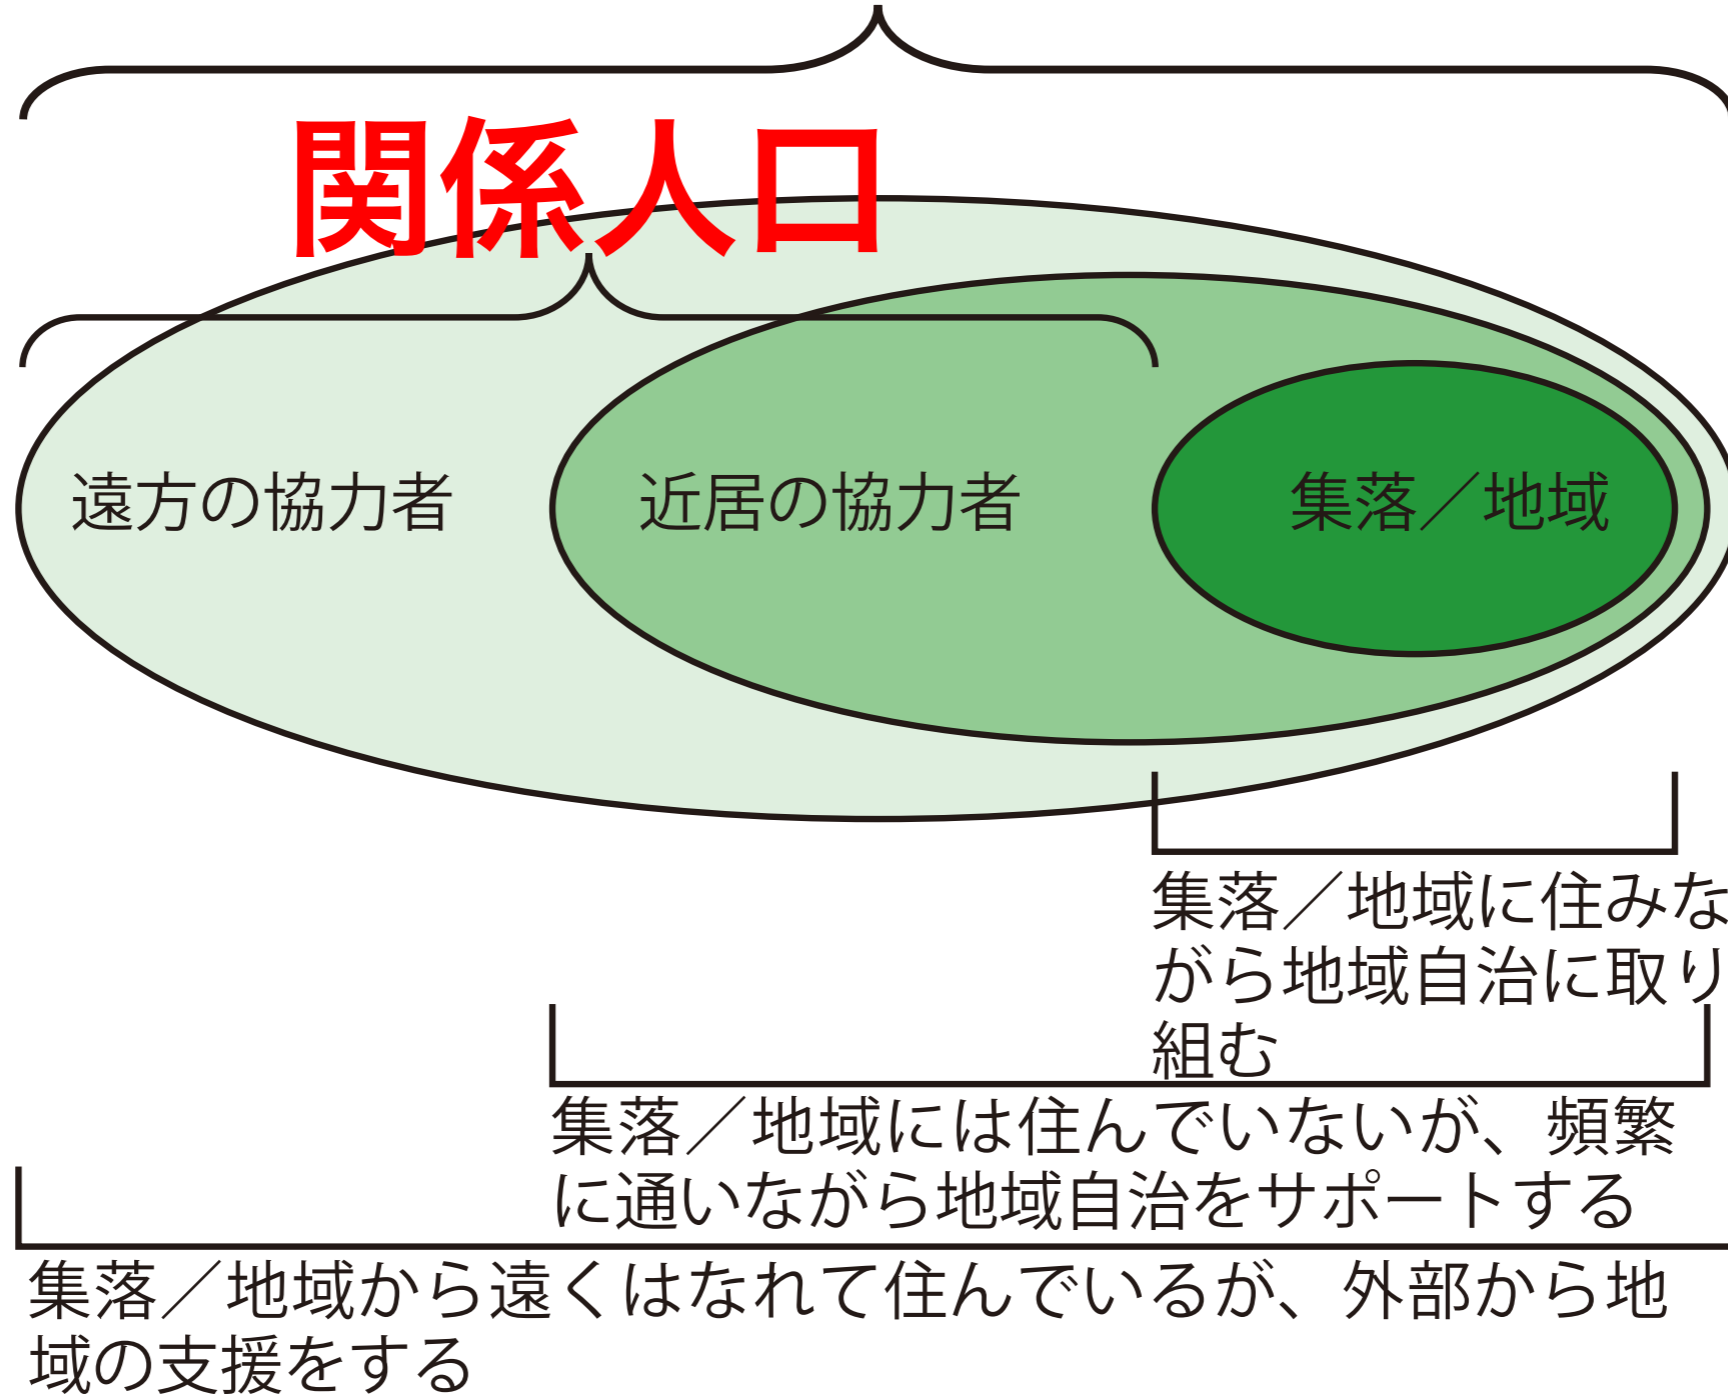 関係人口
遠方の協力者
近居の協力者
集落／地域
集落／地域に住みな
がら地域自治に取り
組む
集落／地域には住んでいないが、頻繁
に通いながら地域自治をサポートする
集落／地域から遠くはなれて住んでいるが、外部から地
域の支援をする